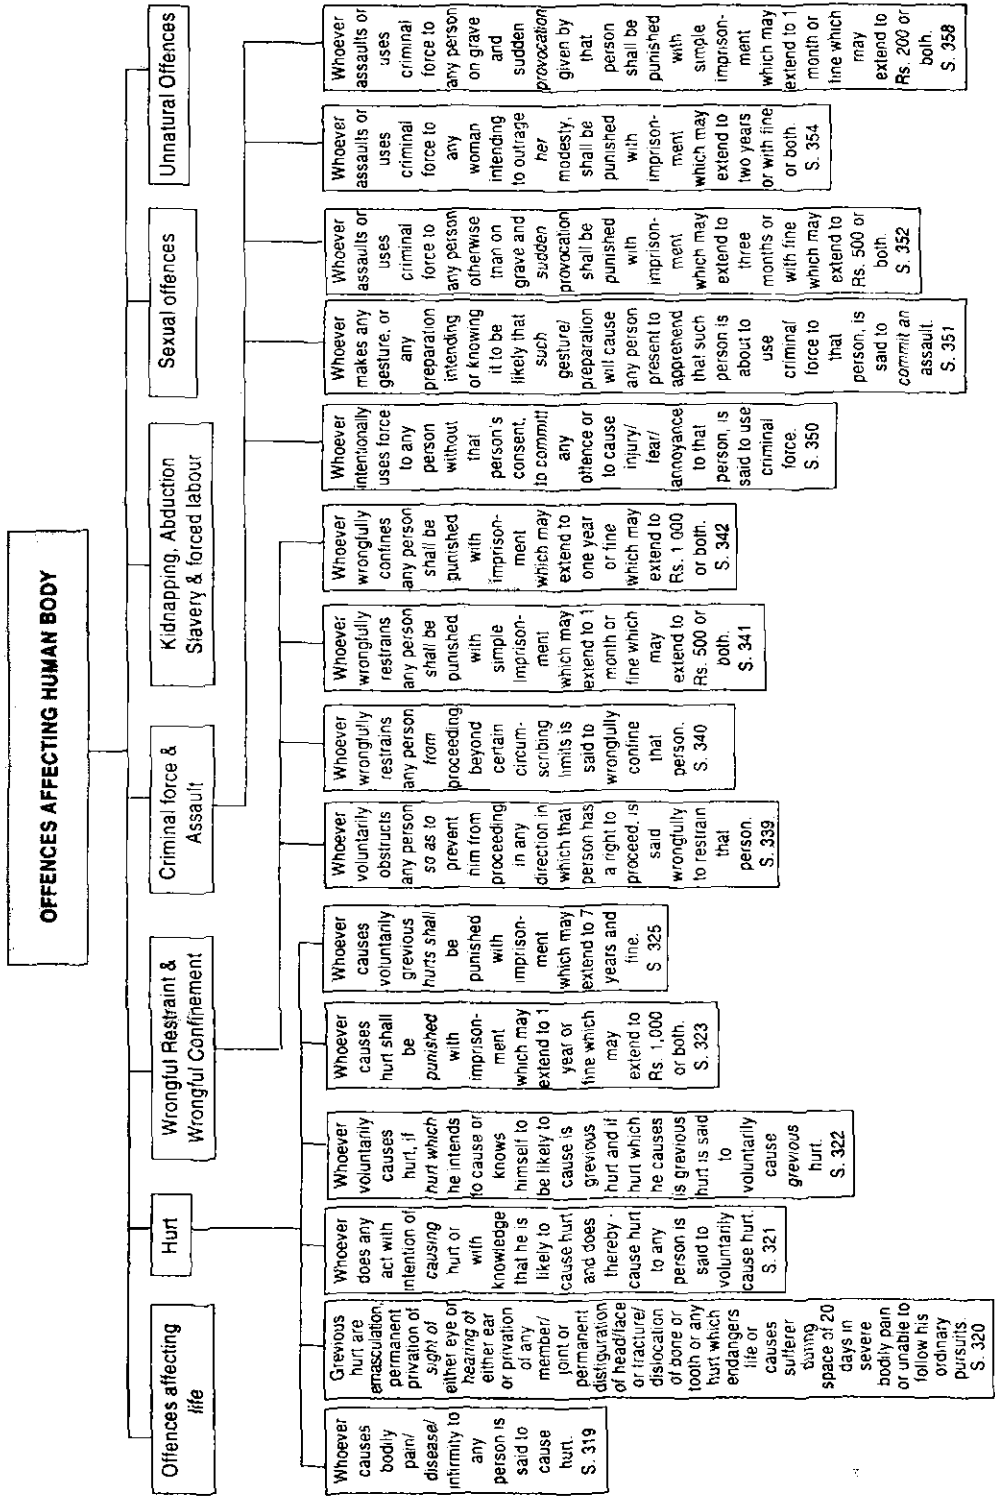 OFFENCES AFFECTING HUMAN BODY
Offences affecting
life
Hurt
Wrongful Restraint &
Wrongful Confinement
Criminal force &
Assault
Kidnapping, Abduction
Slavery & forced labour
Sexual offences
Unnatural Offences
Whoever
causes
bodily
pain/
disease/
infirmity to
any
person is
said to
cause
hurt.
S. 319
Grevious
hurt are
emasculation,
permanent
privation of
sight of
either eye or
hearing of
either ear
or privation
of any
member/
joint or
permanent
disfiguration
of head/face
or fracture/
dislocation
of bone or
tooth or any
hurt which
endangers
life or
causes
sufferer
during
space of 20
days in
severe
bodily pain
or unable to
follow his
ordinary
pursuits.
S. 320
Whoever
does any
act with
intention of
causing
hurt or
with
knowledge
that he is
likely to
cause hurt
and does
thereby
cause hurt
to any
person is
said to
voluntarily
cause hurt.
S. 321
Whoever
voluntarily
causes
hurt, if
hurt which
he intends
to cause or
knows
himself to
be likely to
cause is
grevious
hurt and if
hurt which
he causes
is grevious
hurt is said
to
voluntarily
cause
grevious
hurt.
S. 322
Whoever
causes
hurt shall
be
punished
with
imprison-
ment
which may
extend to 1
year or
fine which
may
extend to
Rs. 1,000
or both.
S. 323
Whoever
causes
voluntarily
grevious
hurts shall
be
punished
with
imprison-
ment
which may
extend to 7
years and
fine.
S 325
Whoever
voluntarily
obstructs
any person
so as to
prevent
him from
proceeding
in any
direction in
which that
person has
a right to
proceed, is
said
wrongfully
to restrain
that
person.
S. 339
Whoever
wrongfully
restrains
any person
from
proceeding
beyond
certain
circum-
scribing
limits is
said to
wrongfully
confine
that
person.
S. 340
Whoever
wrongfully
restrains
any person
shall be
punished
with
simple
Imprison-
ment
which may
extend to 1
month or
fine which
may
extend to
Rs. 500 or
both.
S. 341
Whoever
wrongfully
confines
any person
shall be
punished
with
imprison-
ment
which may
extend to
one year
or fine
which may
extend to
Rs. 1 000
or both.
S. 342
Whoever
intentionally
uses force
to any
person
without
that
person's
consent,
to committ
any
offence or
to cause
injury/
fear/
annoyance
to that
person, is
said to use
criminal
force.
S. 350
Whoever
makes any
gesture, or
any
preparation
intending
or knowing
it to be
likely that
such
gesture/
preparation
will cause
any person
present to
apprehend
that such
person is
about to
use
criminal
force to
that
person, is
said to
commit an
assault.
S. 351
Whoever
assaults or
uses
criminal
force to
any person
otherwise
than on
grave and
sudden
provocation
shall be
punished
with
imprison-
ment
which may
extend to
three
months or
with fine
which may
extend to
Rs. 500 or
both.
S. 352
Whoever
assaults or
uses
criminal
force to
any
woman
intending
to outrage
her
modesty,
shall be
punished
with
imprison-
ment
which may
extend to
two years
or with fine
or both.
S. 354
Whoever
assaults or
uses
criminal
force to
any person
on grave
and
sudden
provocation
given by
that
person
shall be
punished
with
simple
imprison-
ment
which may
extend to 1
month or
fine which
may
extend to
Rs. 200 or
both.
S. 358